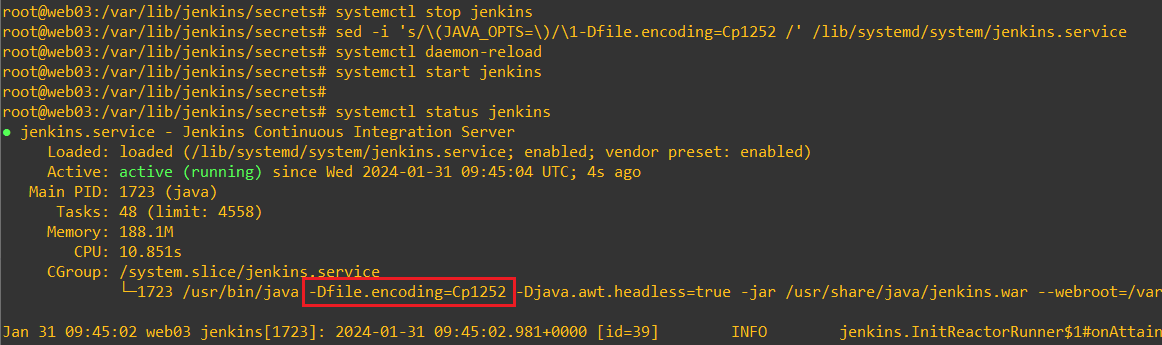 root@web03:/var/lib/jenkins/secrets# systemctl stop jenkins
root@web03:/var/lib/jenkins/secrets# sed -i 's/\(JAVA_OPTS=\)/\1-Dfile.encoding=Cp1252 /' /lib/systemd/system/jenkins.service
root@web03:/var/lib/jenkins/secrets# systemctl daemon-reload
root@web03:/var/lib/jenkins/secrets# systemctl start jenkins
root@web03:/var/lib/jenkins/secrets#
root@web03:/var/lib/jenkins/secrets# systemctl status jenkins
● jenkins.service - Jenkins Continuous Integration Server
Loaded: loaded (/lib/systemd/system/jenkins.service; enabled; vendor preset: enabled)
Active: active (running) since Wed 2024-01-31 09:45:04 UTC; 4s ago
Main PID: 1723 (java)
Tasks: 48 (limit: 4558)
Memory: 188.1M
CPU: 10.851s
CGroup: /system.slice/jenkins.service
└─1723 /usr/bin/java -Dfile.encoding=Cp1252 -Djava.awt.headless=true -jar /usr/share/java/jenkins.war --webroot=/var
Jan 31 09:45:02 web03 jenkins[1723]: 2024-01-31 09:45:02.981+0000 [id=39] INFO jenkins.InitReactorRunner$1#onAttain